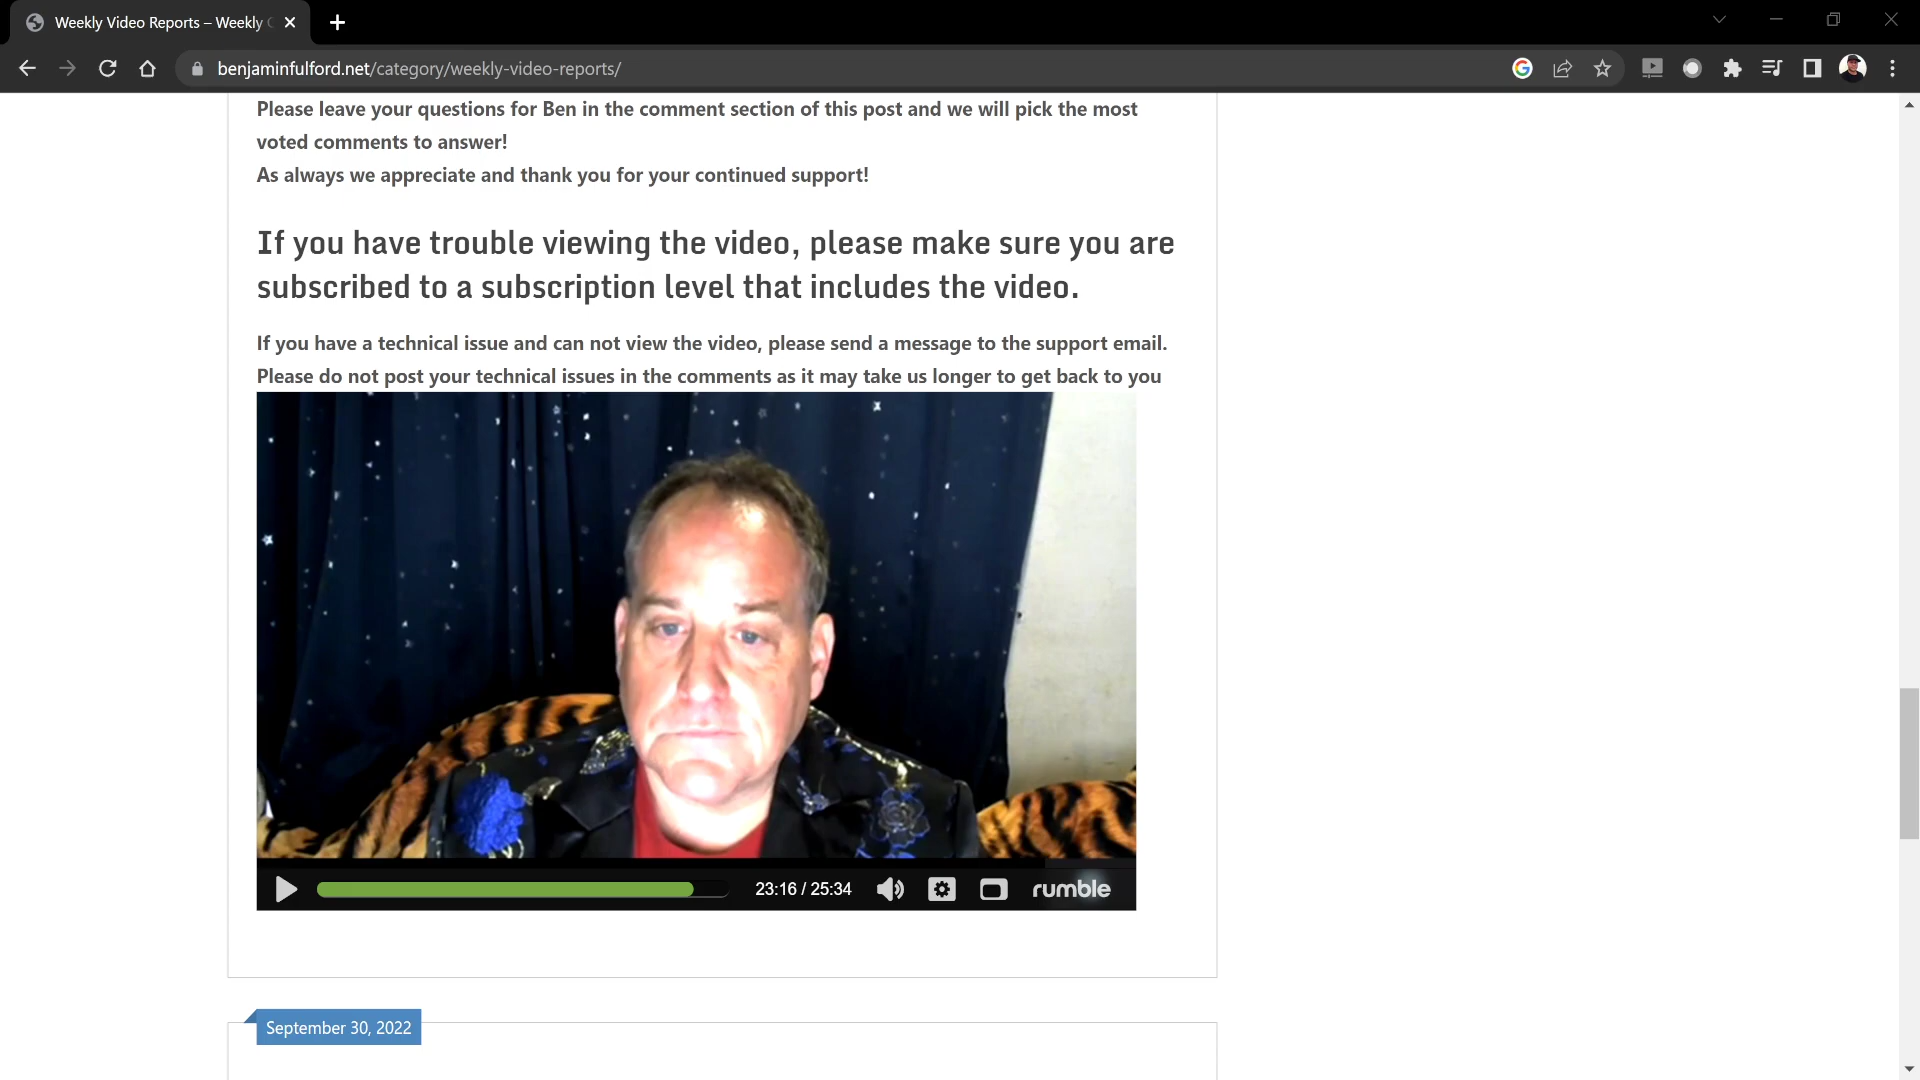 Weekly Video Reports – Weekly
benjaminfulford.net/category/weekly-video-reports/
Please leave your questions for Ben in the comment section of this post and we will pick the most
voted comments to answer!
As always we appreciate and thank you for your continued support!
If you have trouble viewing the video, please make sure you are
subscribed to a subscription level that includes the video.
If you have a technical issue and can not view the video, please send a message to the support email.
Please do not post your technical issues in the comments as it may take us longer to get back to you
23:16 / 25:34
rumble
September 30, 2022